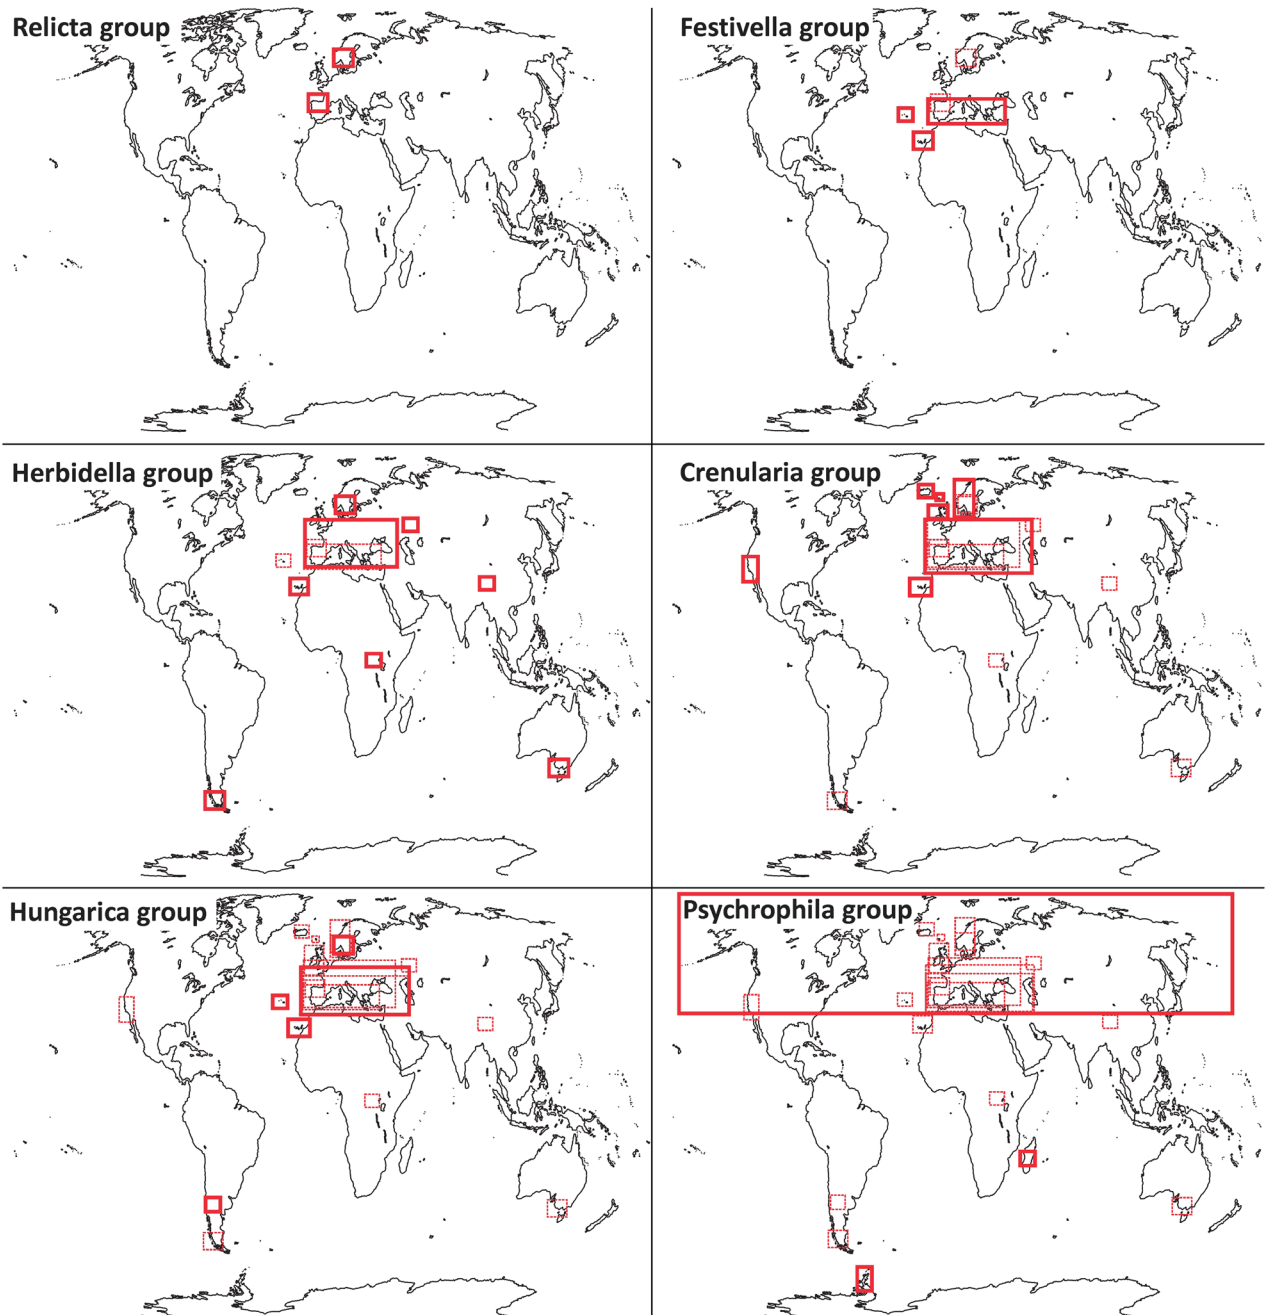 Relicta group
Festivella group
Herbidella group
Crenularia group
Hungarica group
Psychrophila group